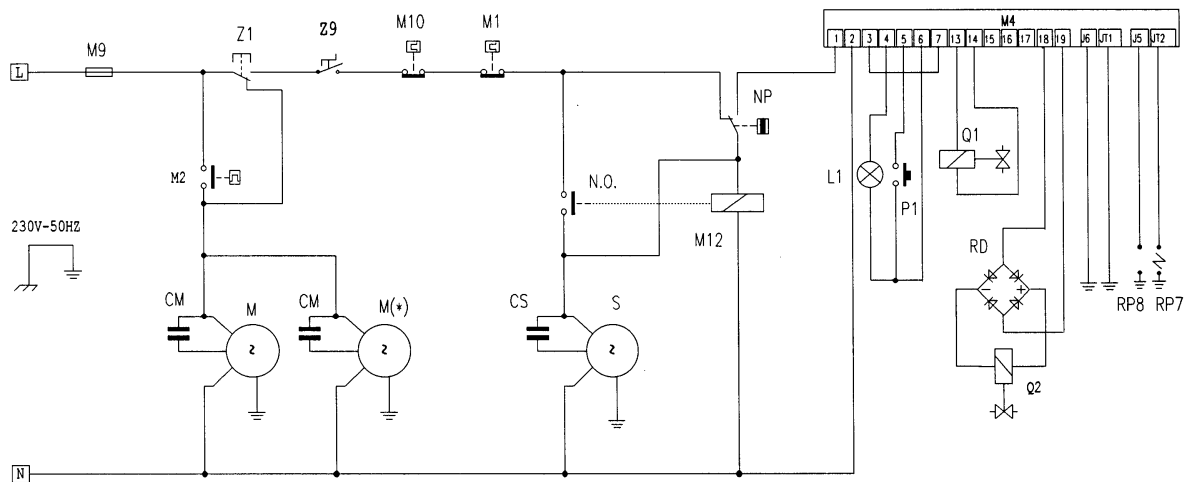 M4
1 2 3 4 5 6 7 13 14 15 16 17 18 19 J6 JT1 J5 JT2
M9
Z1
Z9
M10
M1
L
NP
M2
N.O.
M12
L1
P1
Q1
230V-50HZ
RD
- +
RP8
RP7
CM
M
CM
M(*)
CS
S
~
~
~
Q2
N